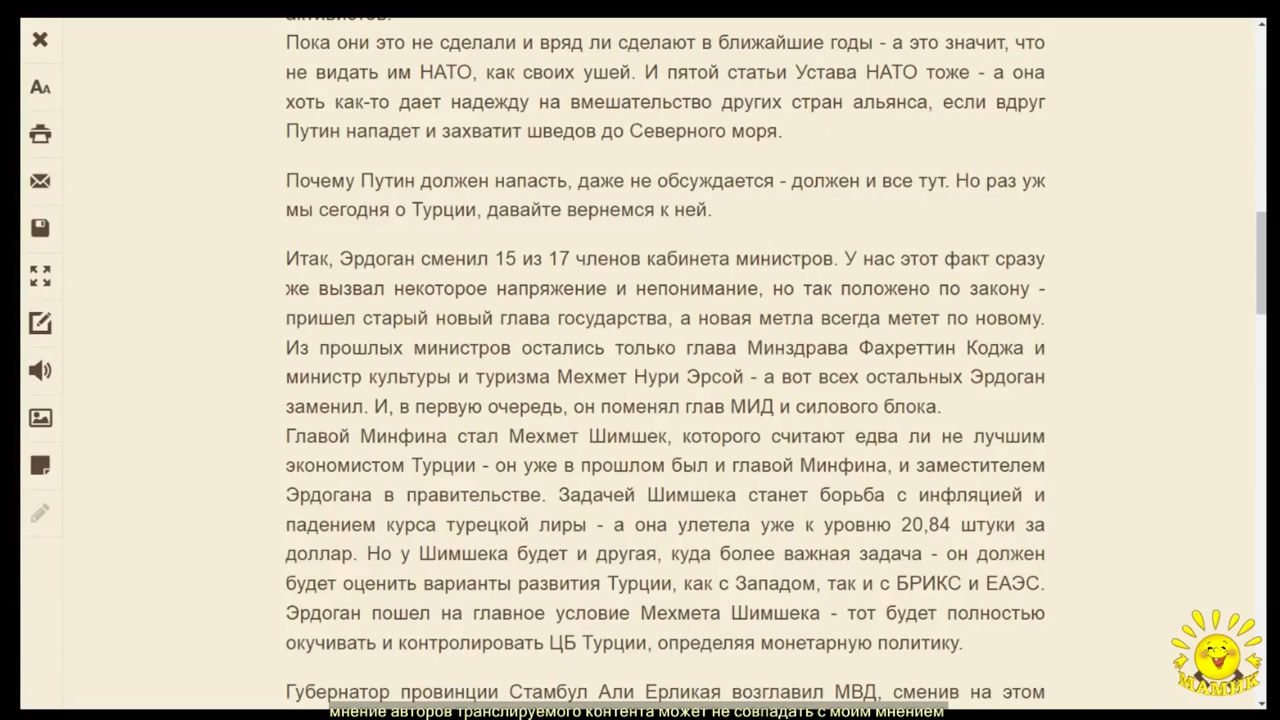 активистов.
Пока они это не сделали и вряд ли сделают в ближайшие годы - а это значит, что
не видать им НАТО, как своих ушей. И пятой статьи Устава НАТО тоже - а она
хоть как-то дает надежду на вмешательство других стран альянса, если вдруг
Путин нападет и захватит шведов до Северного моря.
Почему Путин должен напасть, даже не обсуждается - должен и все тут. Но раз уж
мы сегодня о Турции, давайте вернемся к ней.
Итак, Эрдоган сменил 15 из 17 членов кабинета министров. У нас этот факт сразу
же вызвал некоторое напряжение и непонимание, но так положено по закону -
пришел старый новый глава государства, а новая метла всегда метет по новому.
Из прошлых министров остались только глава Минздрава Фахреттин Коджа и
министр культуры и туризма Мехмет Нури Эрсой - а вот всех остальных Эрдоган
заменил. И, в первую очередь, он поменял глав МИД и силового блока.
Главой Минфина стал Мехмет Шимшек, которого считают едва ли не лучшим
экономистом Турции - он уже в прошлом был и главой Минфина, и заместителем
Эрдогана в правительстве. Задачей Шимшека станет борьба с инфляцией и
падением курса турецкой лиры - а она улетела уже к уровню 20,84 штуки за
доллар. Но у Шимшека будет и другая, куда более важная задача - он должен
будет оценить варианты развития Турции, как с Западом, так и с БРИКС и ЕАЭС.
Эрдоган пошел на главное условие Мехмета Шимшека - тот будет полностью
окучивать и контролировать ЦБ Турции, определяя монетарную политику.
Губернатор провинции Стамбул Али Ерликая возглавил МВД, сменив на этом
мнение авторов транслируемого контента может не совпадать с моим мнением
МАМИК